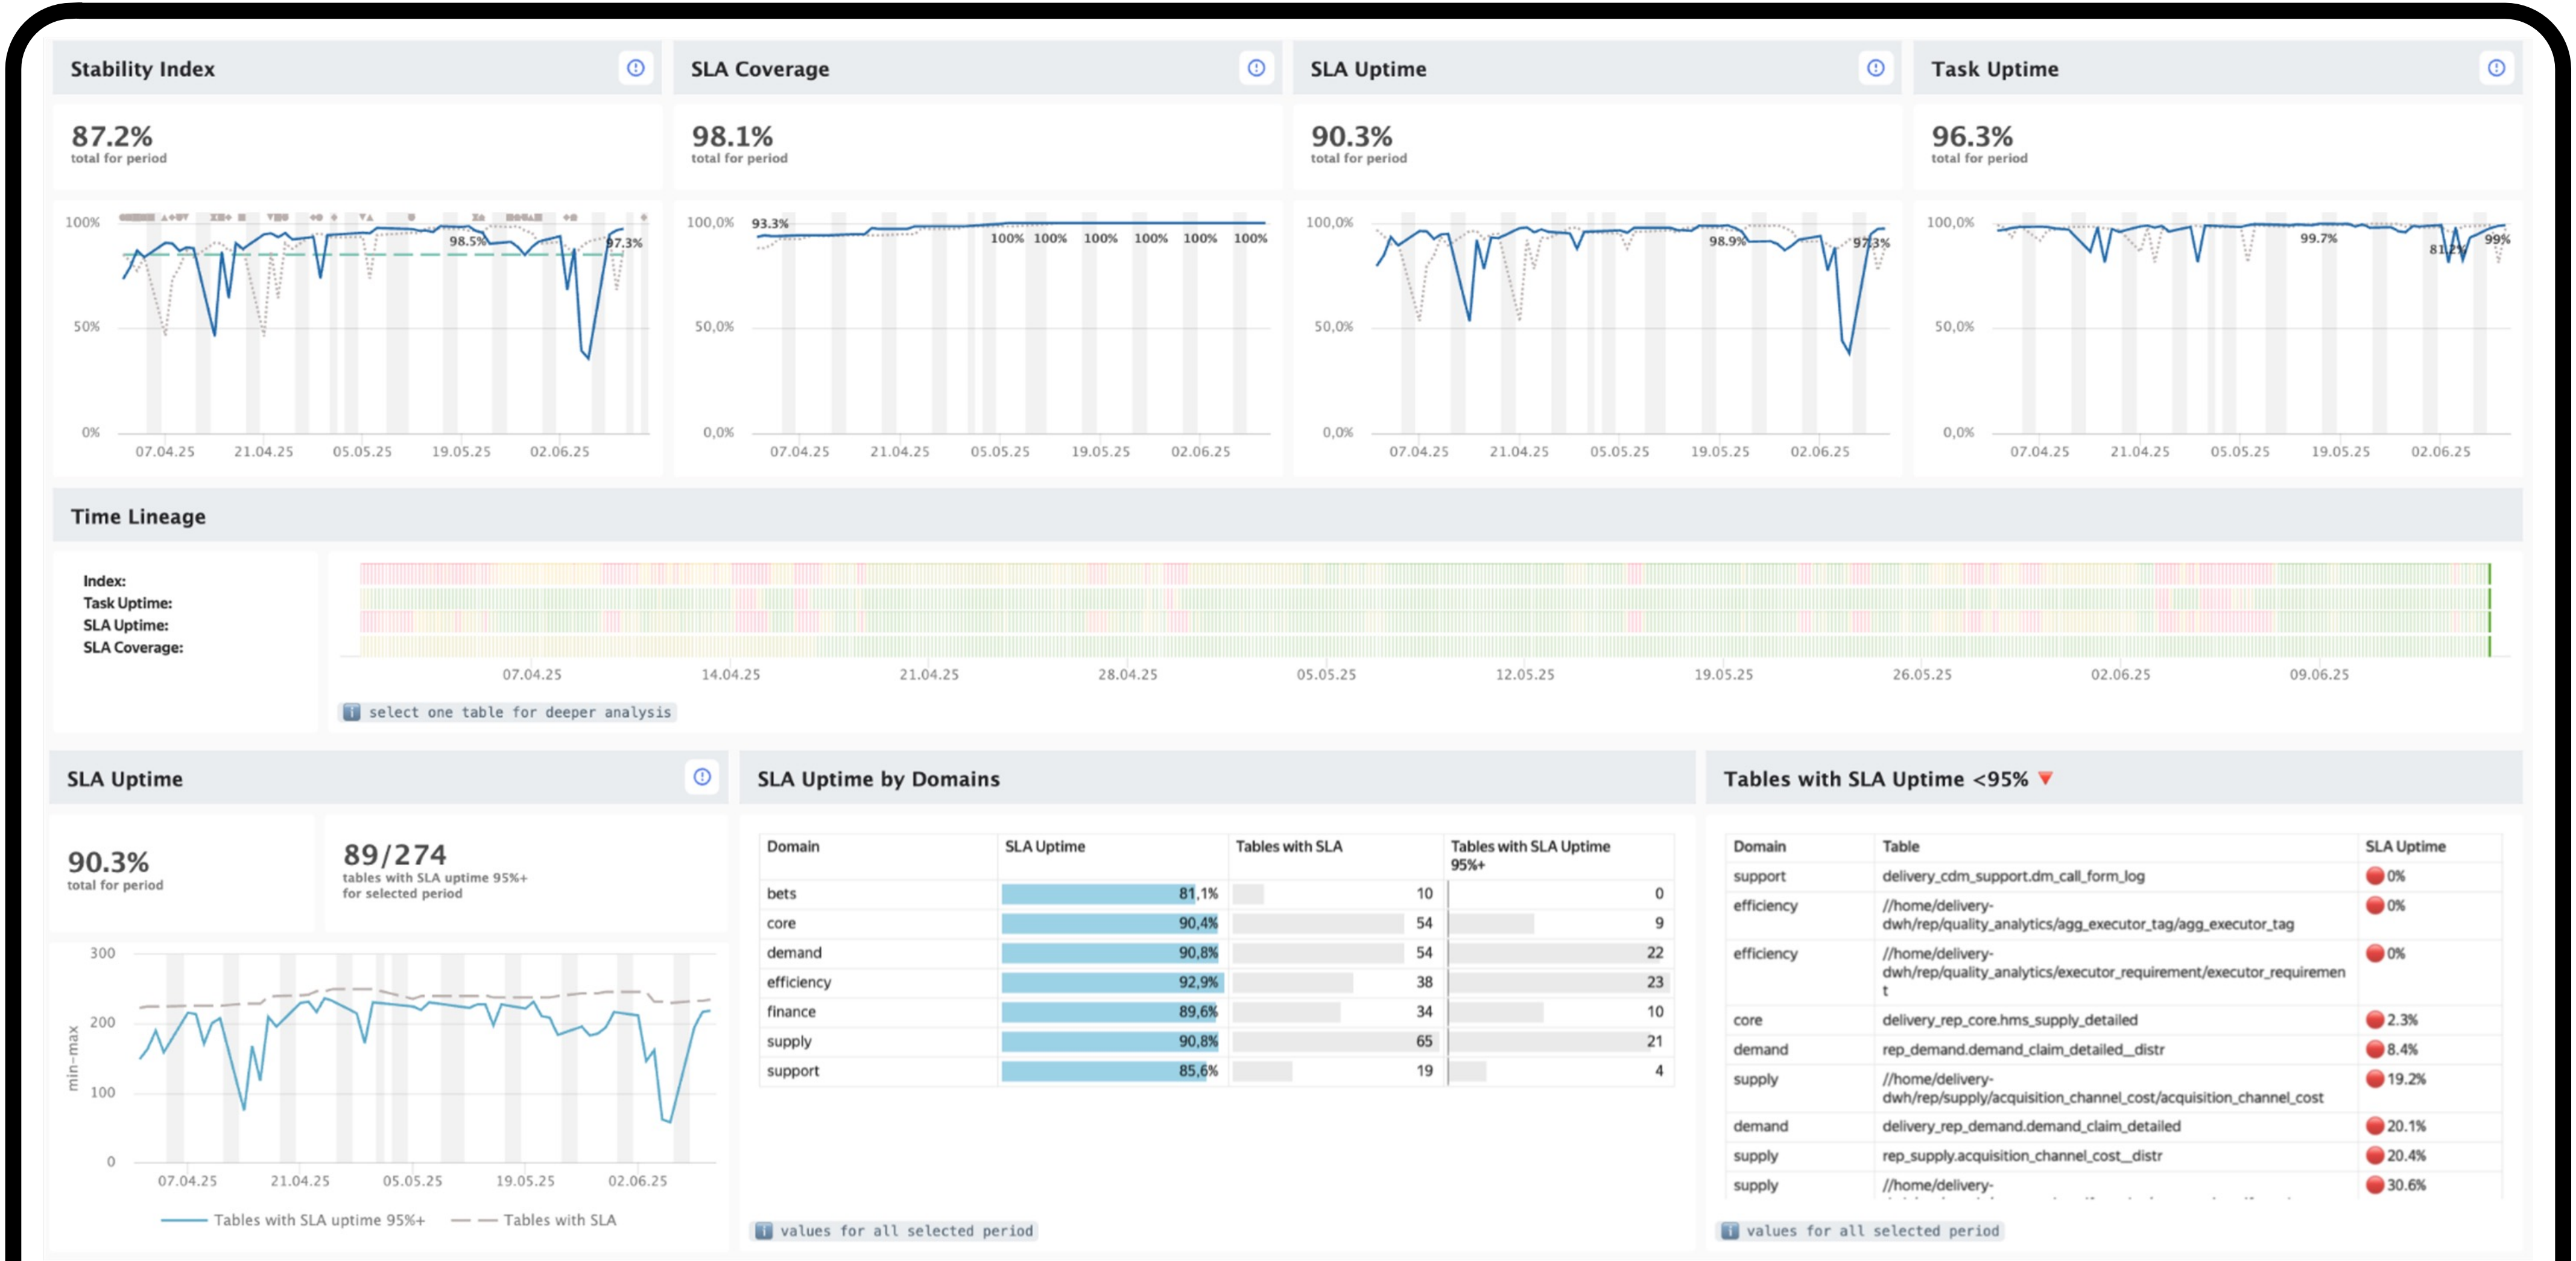 Stability Index
SLA Coverage
SLA Uptime
Task Uptime
87.2%
total for period
98.1%
total for period
90.3%
total for period
96.3%
total for period
100%
50%
0%
98.5%
97.3%
07.04.25 21.04.25 05.05.25 19.05.25 02.06.25
100,0%
50,0%
0,0%
93.3%
100% 100% 100% 100% 100% 100%
07.04.25 21.04.25 05.05.25 19.05.25 02.06.25
100,0%
50,0%
0,0%
98.9%
97.3%
07.04.25 21.04.25 05.05.25 19.05.25 02.06.25
100,0%
50,0%
0,0%
99.7%
81.2%
99%
07.04.25 21.04.25 05.05.25 19.05.25 02.06.25
Time Lineage
Index:
Task Uptime:
SLA Uptime:
SLA Coverage:
07.04.25 14.04.25 21.04.25 28.04.25 05.05.25 12.05.25 19.05.25 26.05.25 02.06.25 09.06.25
select one table for deeper analysis
SLA Uptime
90.3%
total for period
89/274
tables with SLA uptime 95%+
for selected period
min-max
300
200
100
0
07.04.25 21.04.25 05.05.25 19.05.25 02.06.25
Tables with SLA uptime 95%+ Tables with SLA
SLA Uptime by Domains
Domain SLA Uptime Tables with SLA Tables with SLA Uptime
95%+
bets 81,1% 10 0
core 90,4% 54 9
demand 90,8% 54 22
efficiency 92,9% 38 23
finance 89,6% 34 10
supply 90,8% 65 21
support 85,6% 19 4
values for all selected period
Tables with SLA Uptime <95%
Domain Table SLA Uptime
support delivery_cdm_support.dm_call_form_log 0%
efficiency //home/delivery- 0%
dwh/rep/quality_analytics/agg_executor_tag/agg_executor_tag
efficiency //home/delivery- 0%
dwh/rep/quality_analytics/executor_requirement/executor_requiremen
t
core delivery_rep_core.hms_supply_detailed 2.3%
demand rep_demand.demand_claim_detailed__distr 8.4%
supply //home/delivery- 19.2%
dwh/rep/supply/acquisition_channel_cost/acquisition_channel_cost
demand delivery_rep_demand.demand_claim_detailed 20.1%
supply rep_supply.acquisition_channel_cost__distr 20.4%
supply //home/delivery- 30.6%
values for all selected period